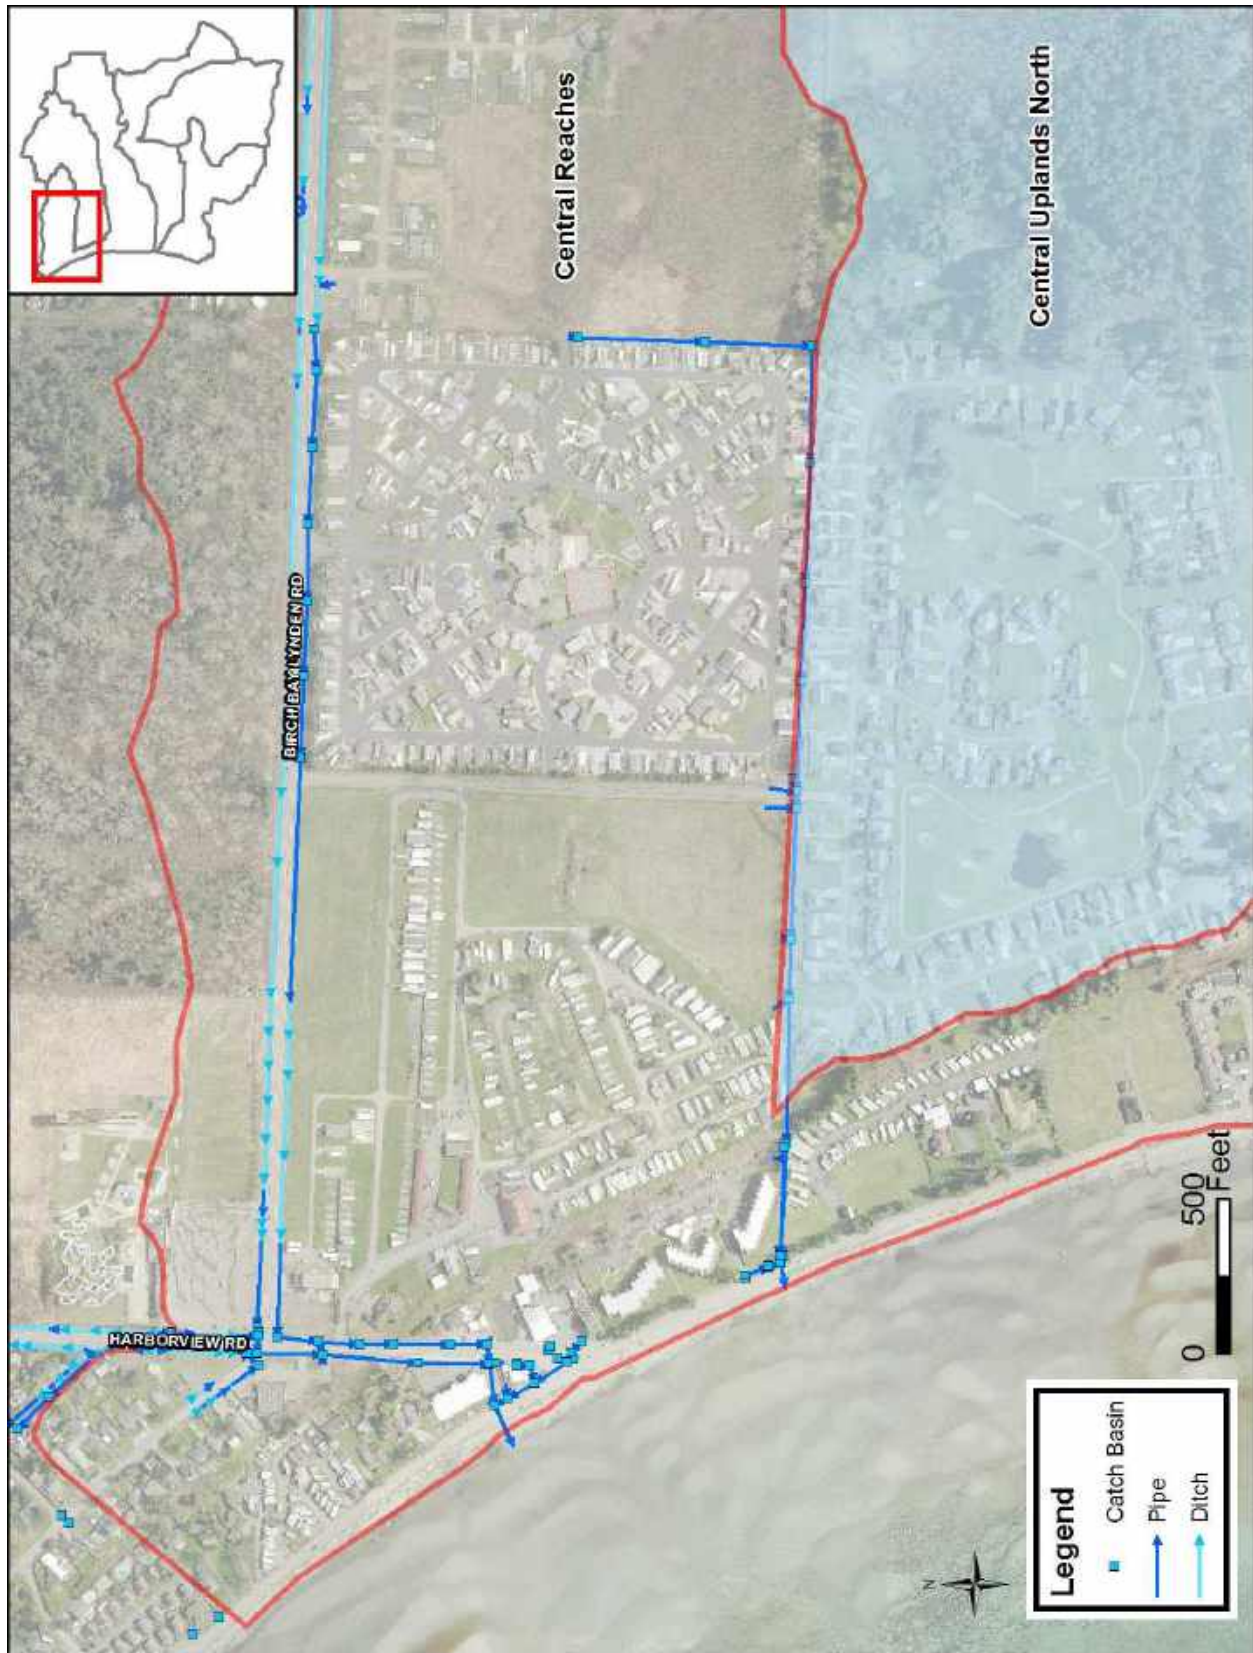 Central Reaches
Central Uplands North
BIRCH BAY LYNDEN RD
HARBORVIEW RD
0 500
Feet
N
Legend
Catch Basin
Pipe
Ditch